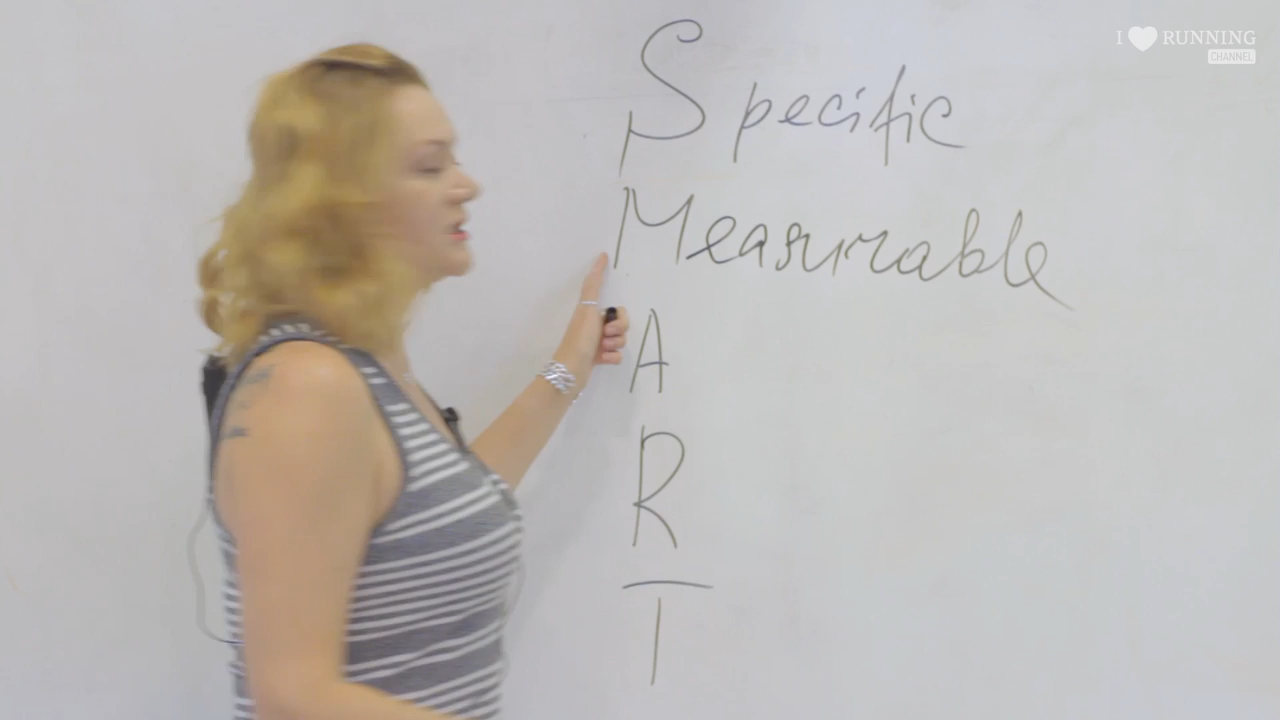 I ♥ RUNNING
CHANNEL
Specific
Measurable
A
R
T